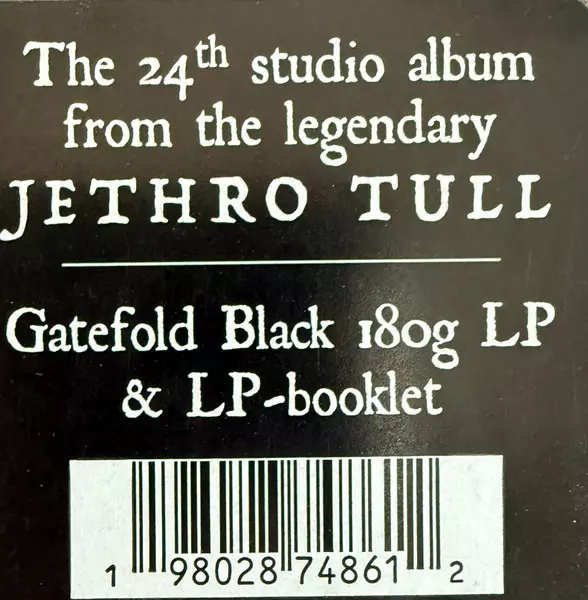 The 24th studio album
from the legendary
JETHRO TULL
Gatefold Black 180g LP
& LP-booklet
1 98028 74861 2